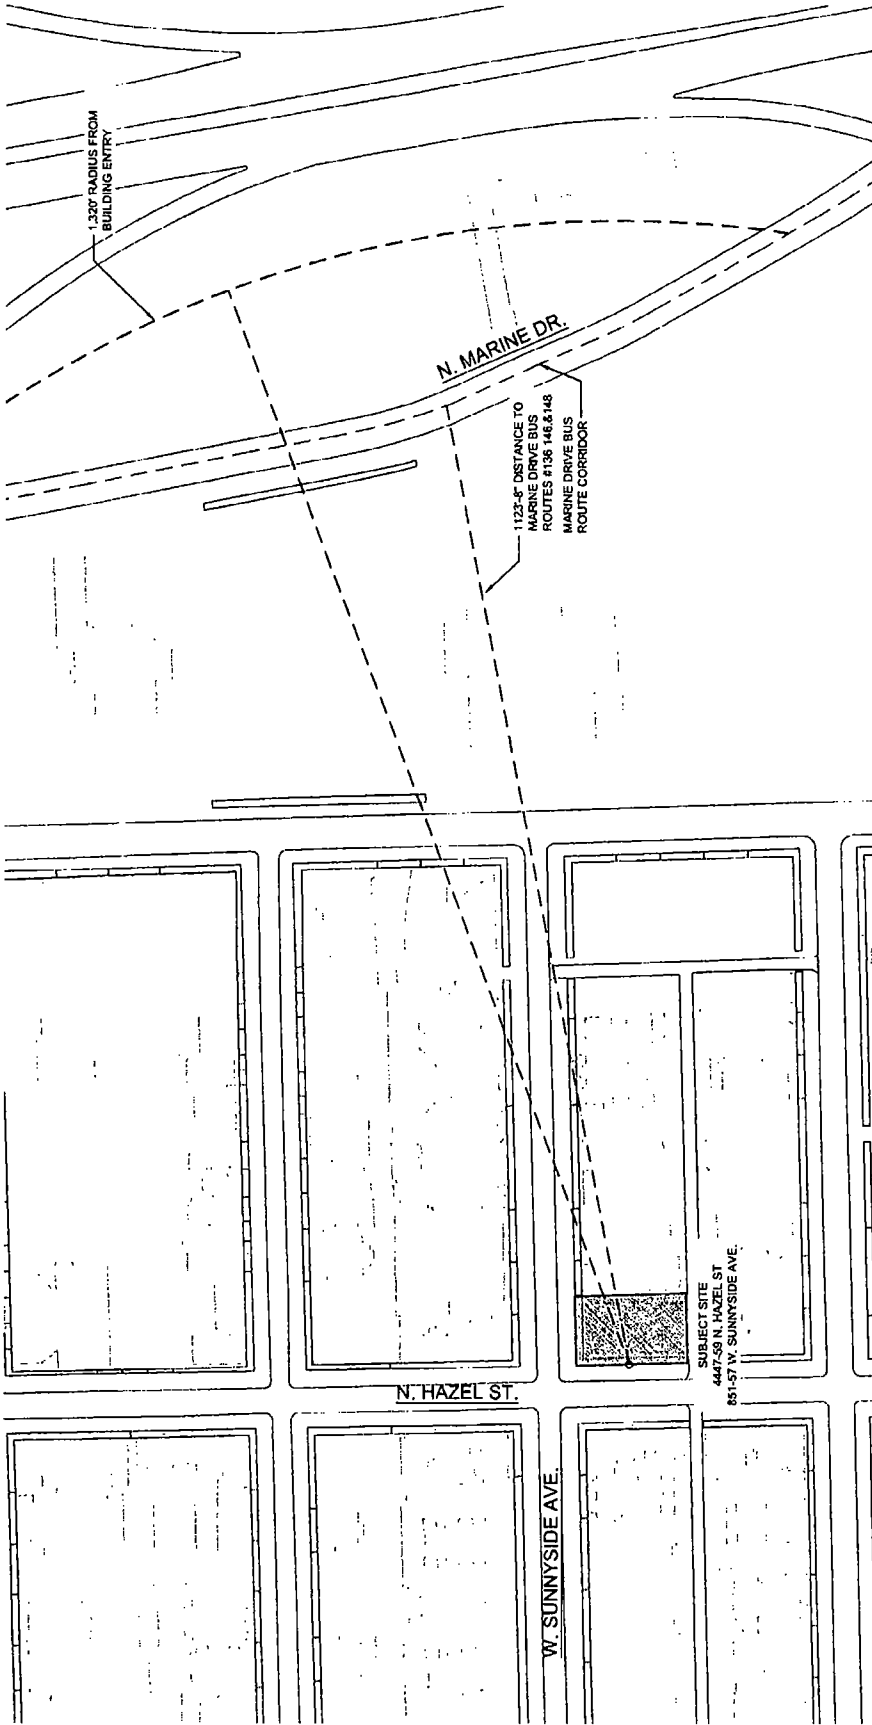 1,320' RADIUS FROM
BUILDING ENTRY
N. MARINE DR.
1123'-8" DISTANCE TO
MARINE DRIVE BUS
ROUTES #136 146,&148
MARINE DRIVE BUS
ROUTE CORRIDOR
N. HAZEL ST.
SUBJECT SITE
4447-59 N. HAZEL ST
851-57 W. SUNNYSIDE AVE.
W. SUNNYSIDE AVE.